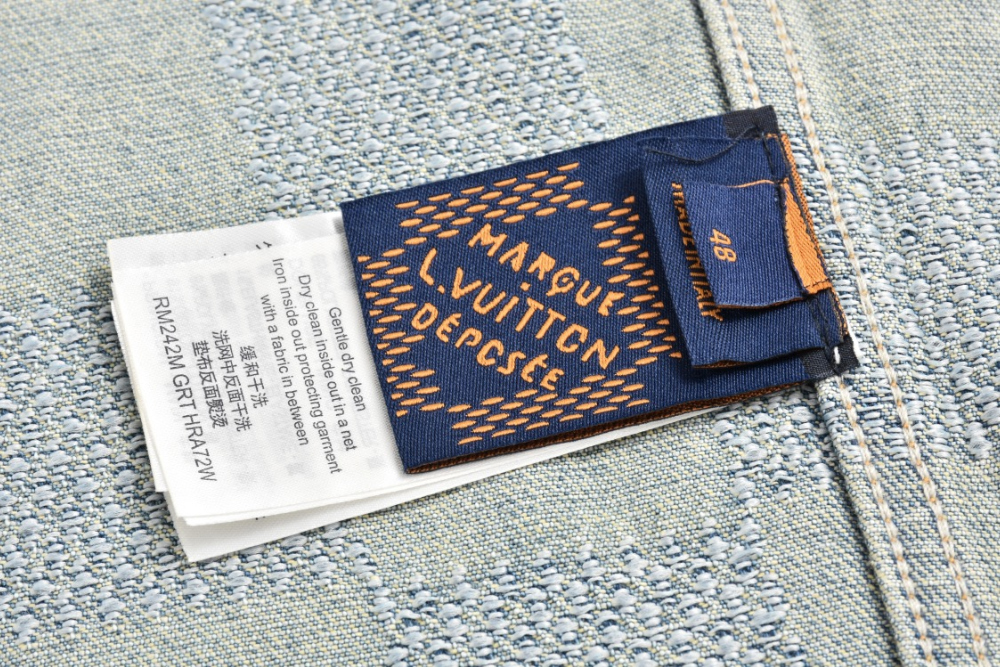 MARQUE
L.VUITTON
DÉPOSÉE
48
Gentle dry clean
Dry clean inside out in a net
Iron inside out protecting garment
with a fabric in between
缓和干洗
洗网中反面干洗
垫布反面熨烫
RM242M GR1 HRA72W